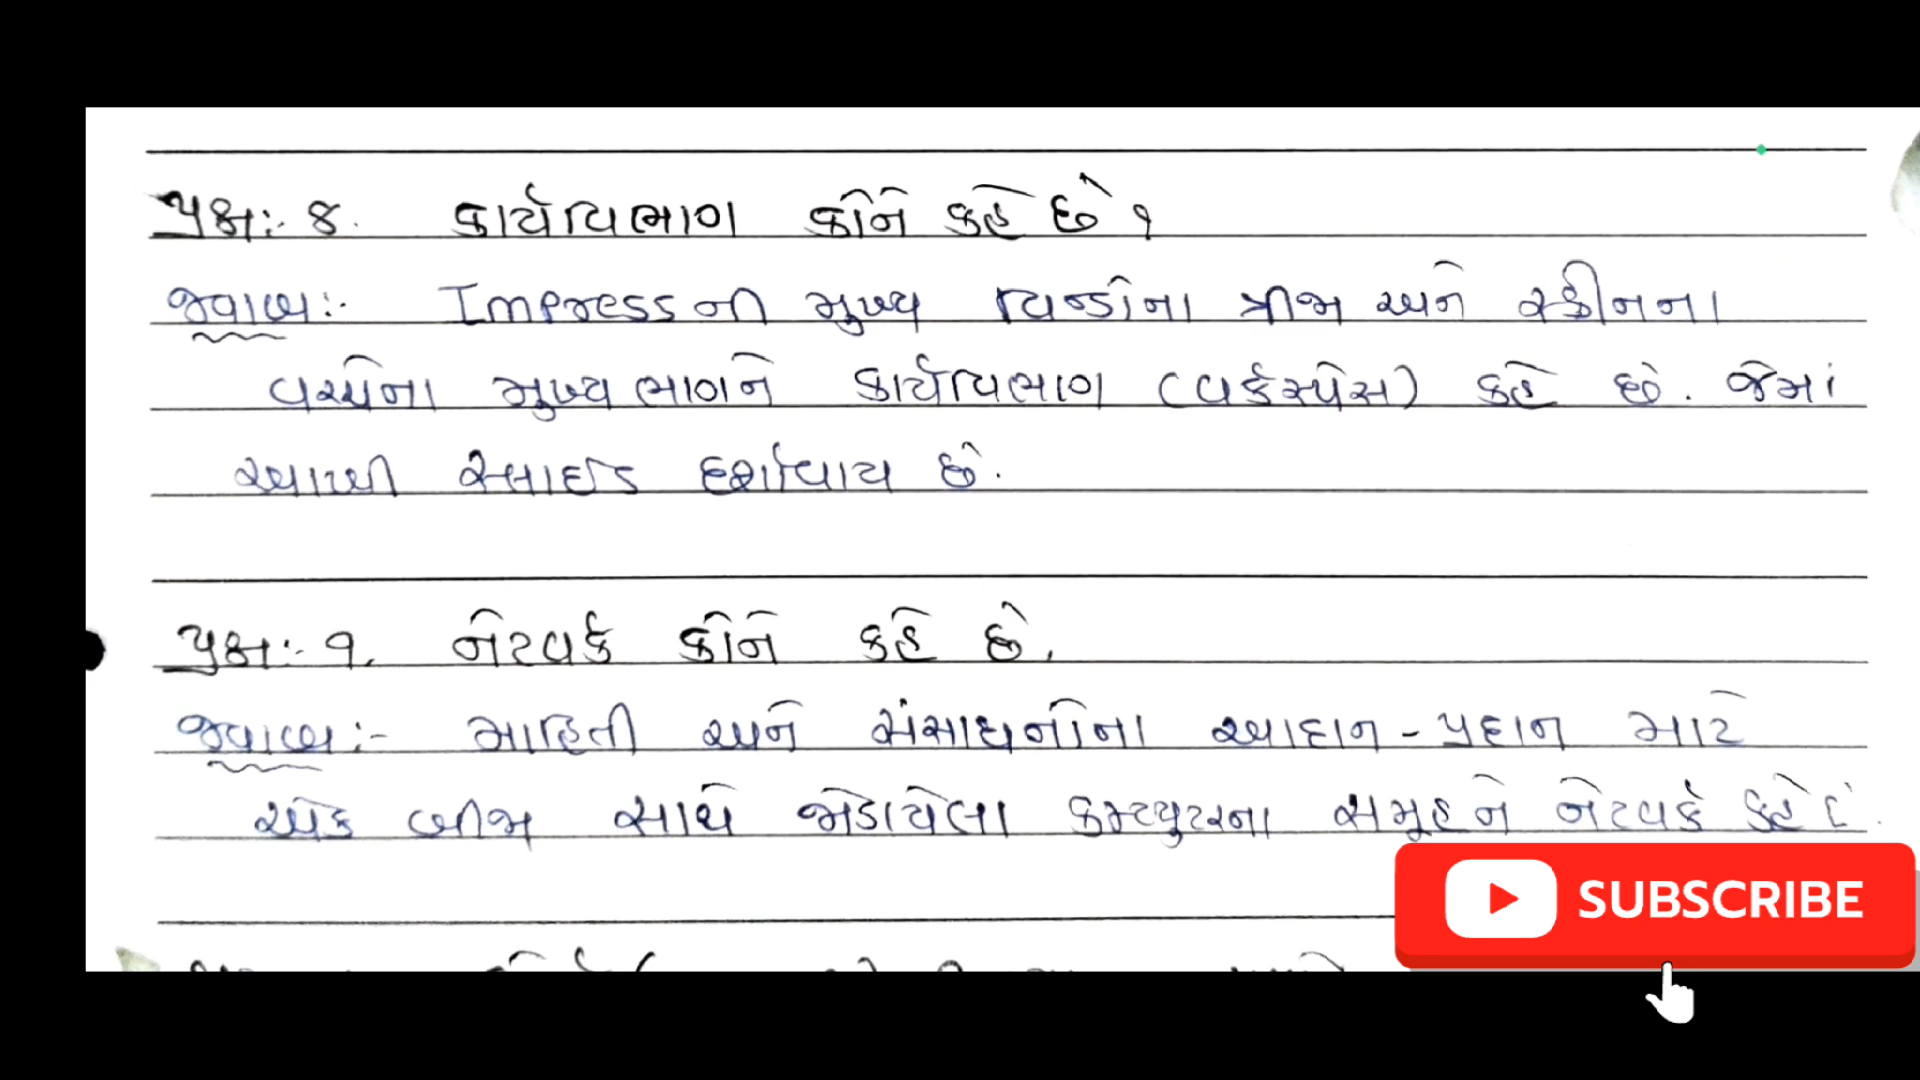 પ્રશ્ન:- ૪. કાર્યવિભાગ કોને કહે છે ?
જવાબ:- Impress ની મુખ્ય વિન્ડોના ત્રીજા અને સ્ક્રીનના
વચ્ચેના મુખ્ય ભાગને કાર્યવિભાગ (વર્કસ્પેસ) કહે છે. જેમાં
આખી સ્લાઈડ દર્શાવાય છે.
પ્રશ્ન:- ૧. નેટવર્ક કોને કહે છે.
જવાબ:- માહિતી અને સંસાધનોના આદાન - પ્રદાન માટે
એક બીજા સાથે જોડાયેલા કમ્પ્યુટરના સમૂહને નેટવર્ક કહે
SUBSCRIBE